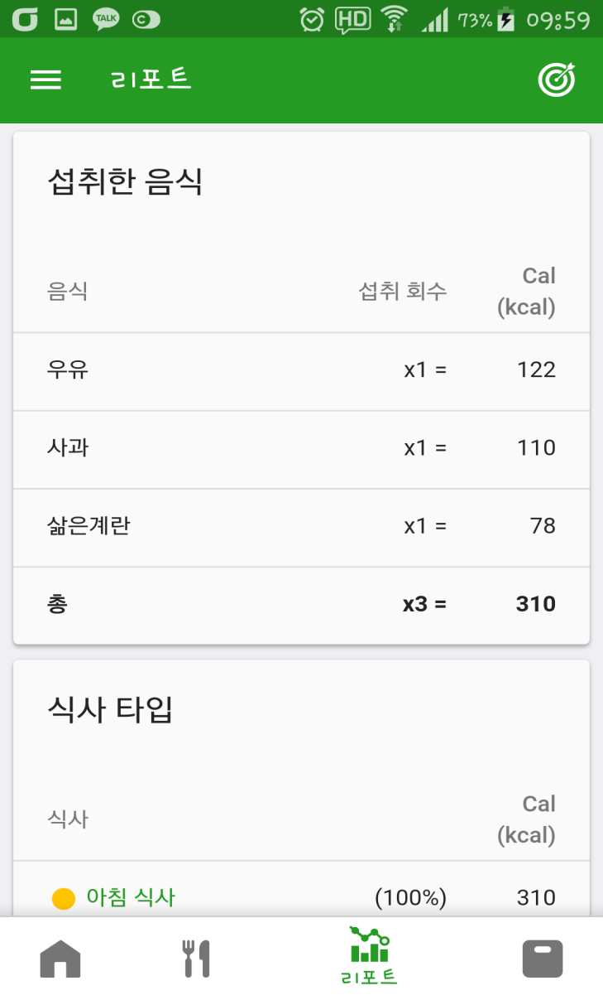 TALK C HD 73% 09:59
리포트
섭취한 음식
음식 섭취 회수 Cal (kcal)
우유 x1 = 122
사과 x1 = 110
삶은계란 x1 = 78
총 x3 = 310
식사 타입
식사 Cal (kcal)
아침 식사 (100%) 310
리포트